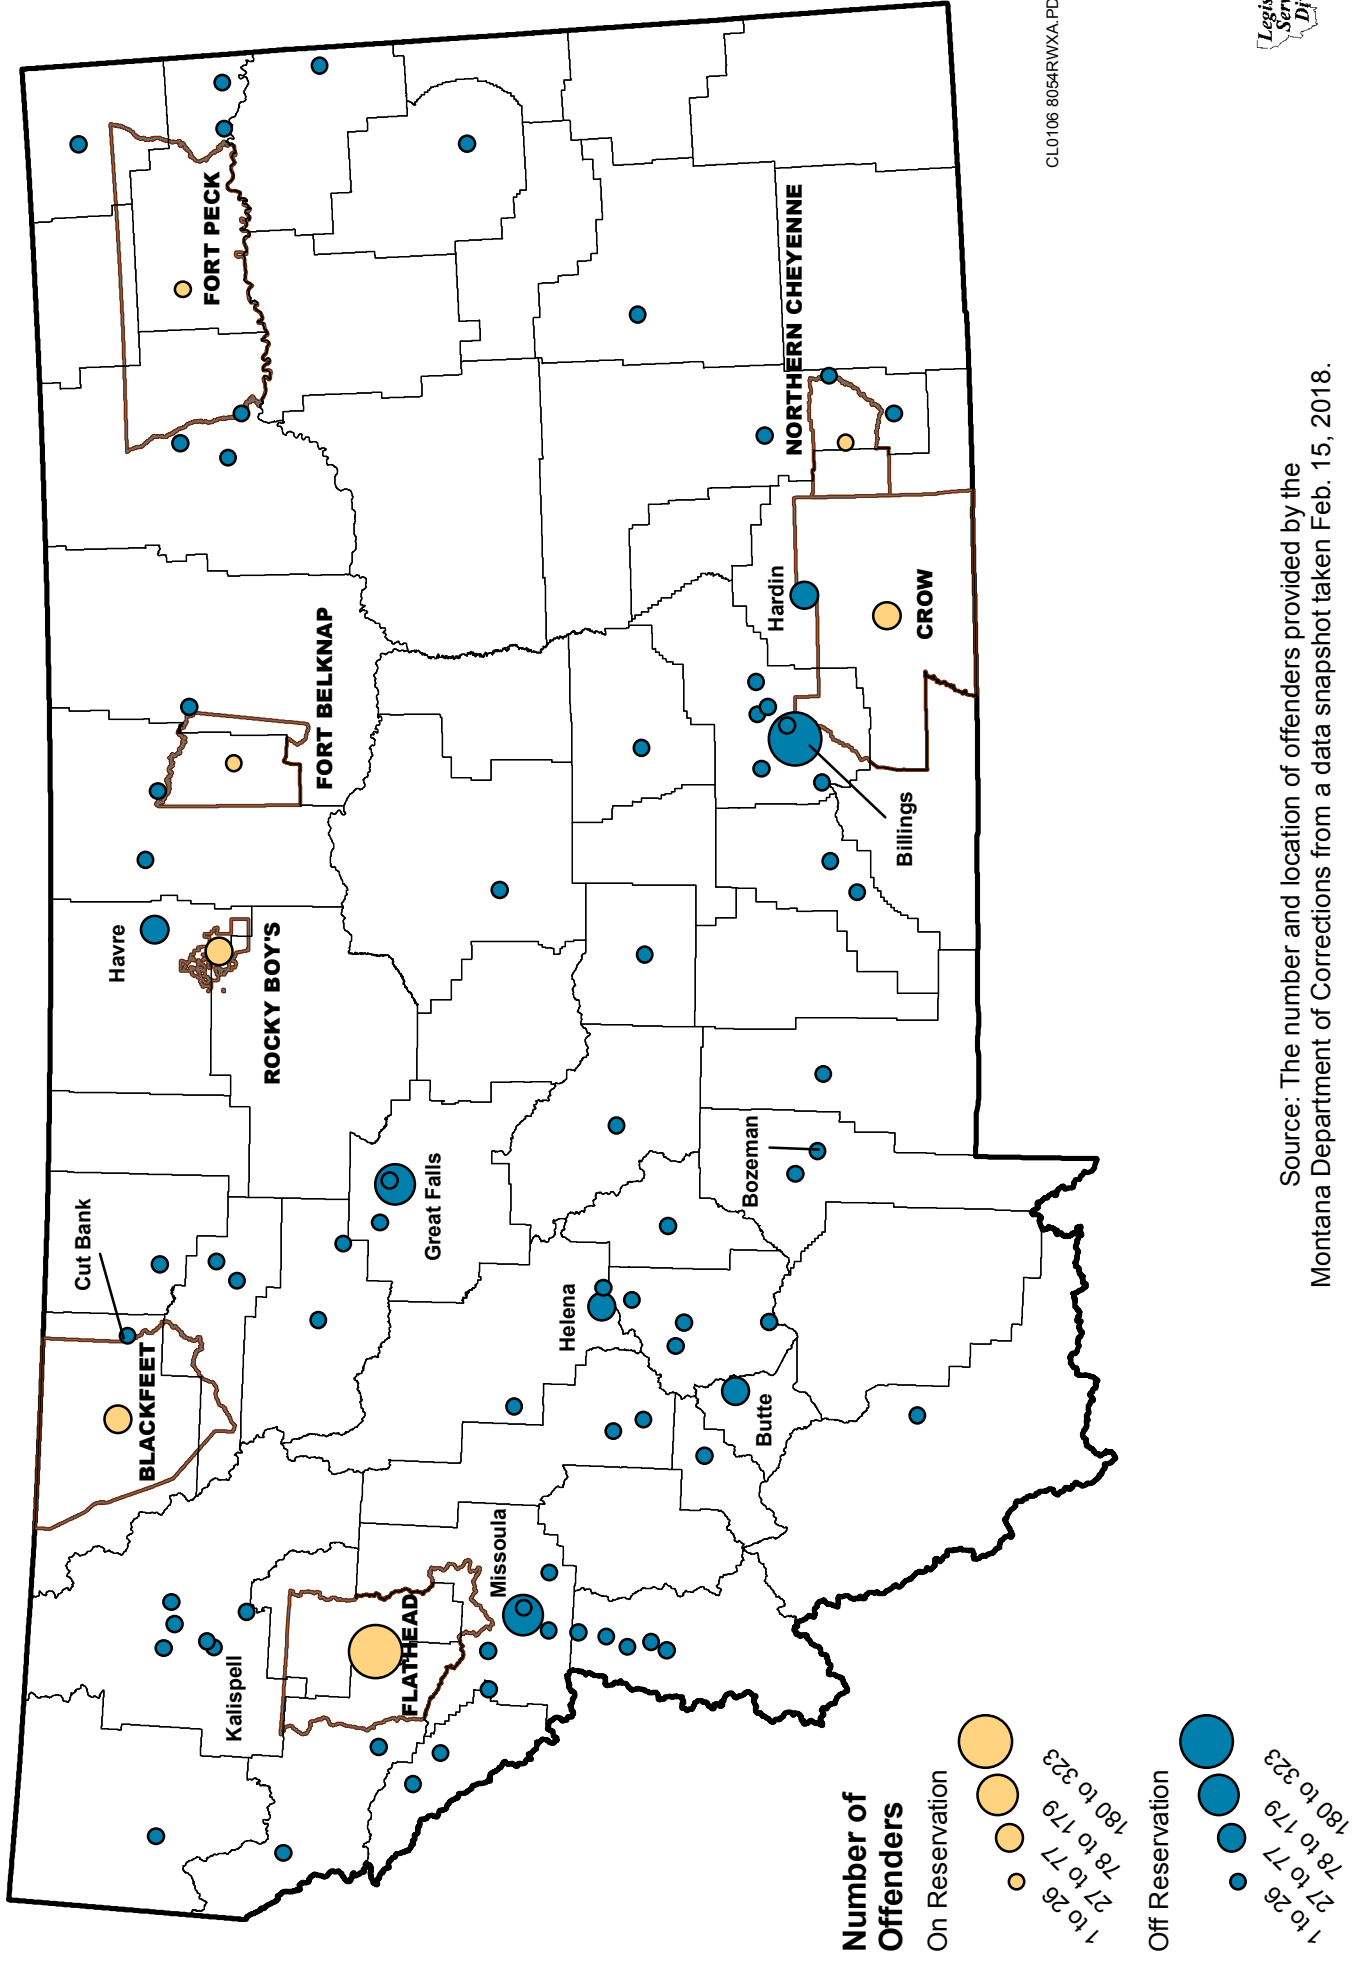 Cut Bank
BLACKFEET
Havre
ROCKY BOY'S
FORT BELKNAP
FORT PECK
Kalispell
FLATHEAD
Missoula
Great Falls
Helena
Butte
Bozeman
Billings
Hardin
CROW
NORTHERN CHEYENNE
Number of
Offenders
On Reservation
1 to 26
27 to 77
78 to 179
180 to 323
Off Reservation
1 to 26
27 to 77
78 to 179
180 to 323
CL0106 8054RWXA.PD
Source: The number and location of offenders provided by the
Montana Department of Corrections from a data snapshot taken Feb. 15, 2018.
Legis
Ser
Di